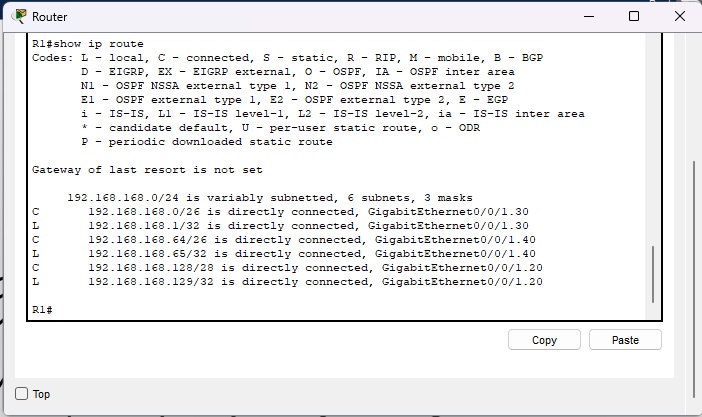 Router
R1#show ip route
Codes: L - local, C - connected, S - static, R - RIP, M - mobile, B - BGP
D - EIGRP, EX - EIGRP external, O - OSPF, IA - OSPF inter area
N1 - OSPF NSSA external type 1, N2 - OSPF NSSA external type 2
E1 - OSPF external type 1, E2 - OSPF external type 2, E - EGP
i - IS-IS, L1 - IS-IS level-1, L2 - IS-IS level-2, ia - IS-IS inter area
* - candidate default, U - per-user static route, o - ODR
P - periodic downloaded static route
Gateway of last resort is not set
192.168.168.0/24 is variably subnetted, 6 subnets, 3 masks
C 192.168.168.0/26 is directly connected, GigabitEthernet0/0/1.30
L 192.168.168.1/32 is directly connected, GigabitEthernet0/0/1.30
C 192.168.168.64/26 is directly connected, GigabitEthernet0/0/1.40
L 192.168.168.65/32 is directly connected, GigabitEthernet0/0/1.40
C 192.168.168.128/28 is directly connected, GigabitEthernet0/0/1.20
L 192.168.168.129/32 is directly connected, GigabitEthernet0/0/1.20
R1#
Copy Paste
Top